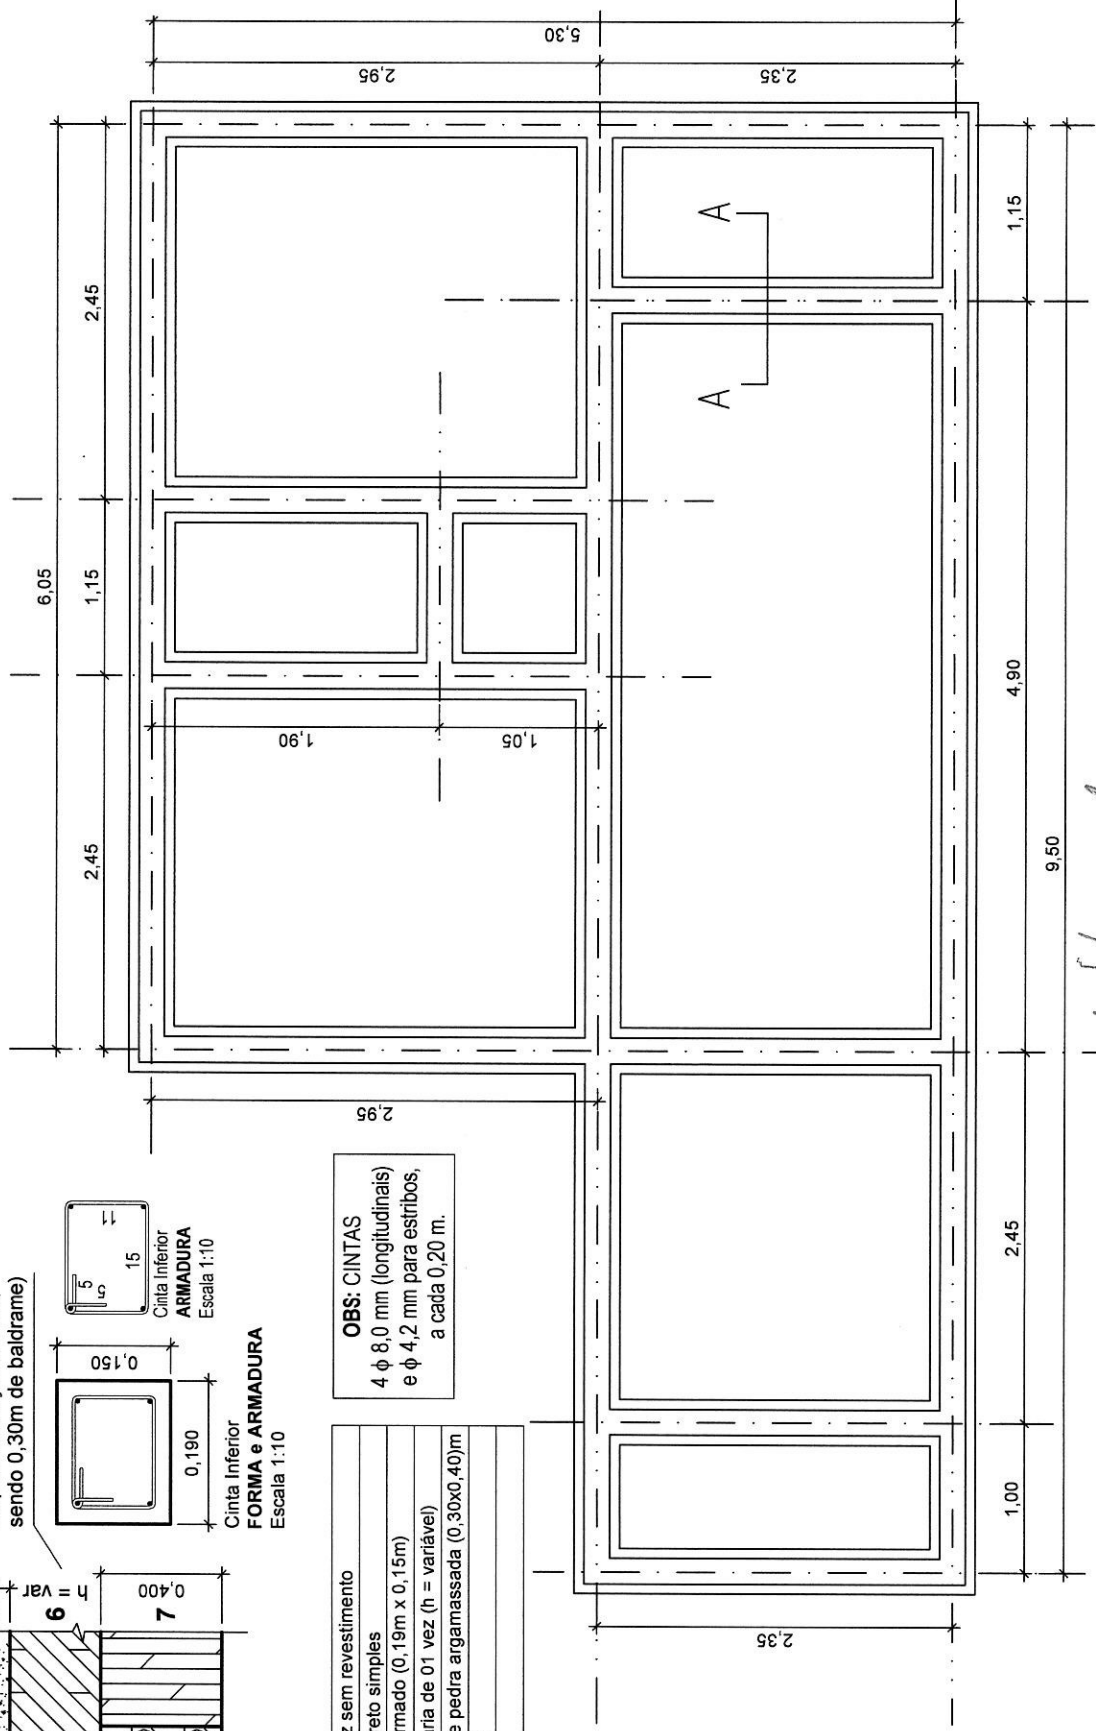 sendo 0,30m de baldrame)
h = var
6
7
0,400
0,150
0,190
Cinta Inferior
FORMA e ARMADURA
Escala 1:10
5
5
11
15
Cinta Inferior
ARMADURA
Escala 1:10
OBS: CINTAS
4 ϕ 8,0 mm (longitudinais)
e ϕ 4,2 mm para estribos,
a cada 0,20 m.
sem revestimento
simples
(0,19m x 0,15m)
de 01 vez (h = variável)
pedra argamassada (0,30x0,40)m
6,05
2,45
1,15
2,45
2,95
1,90
1,05
2,95
2,35
5,30
A
A
2,35
1,00
2,45
4,90
1,15
9,50